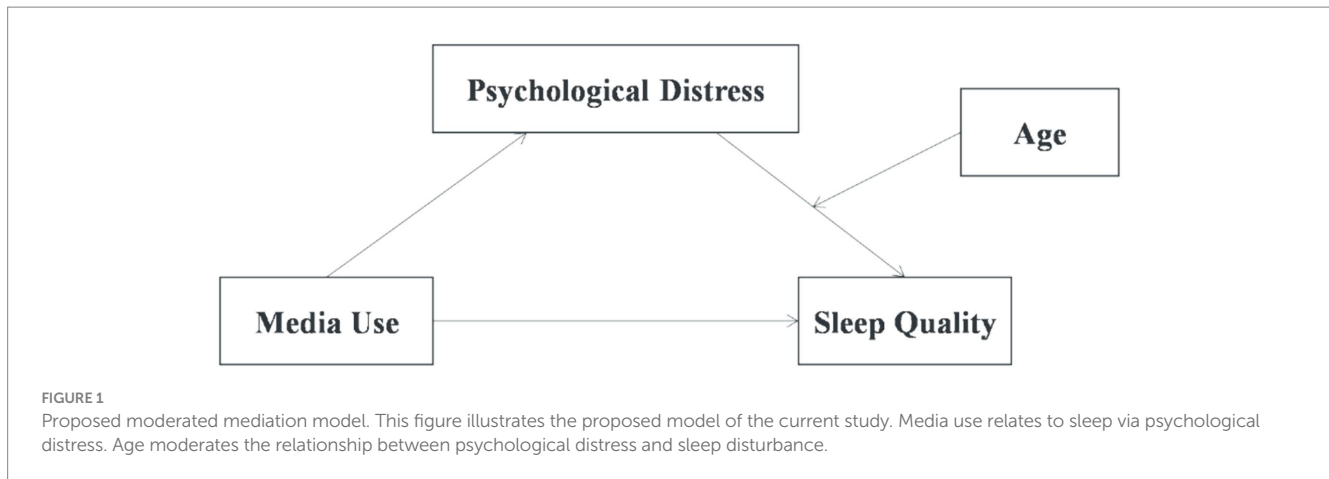 Psychological Distress
Age
Media Use
Sleep Quality
FIGURE 1
Proposed moderated mediation model. This figure illustrates the proposed model of the current study. Media use relates to sleep via psychological
distress. Age moderates the relationship between psychological distress and sleep disturbance.